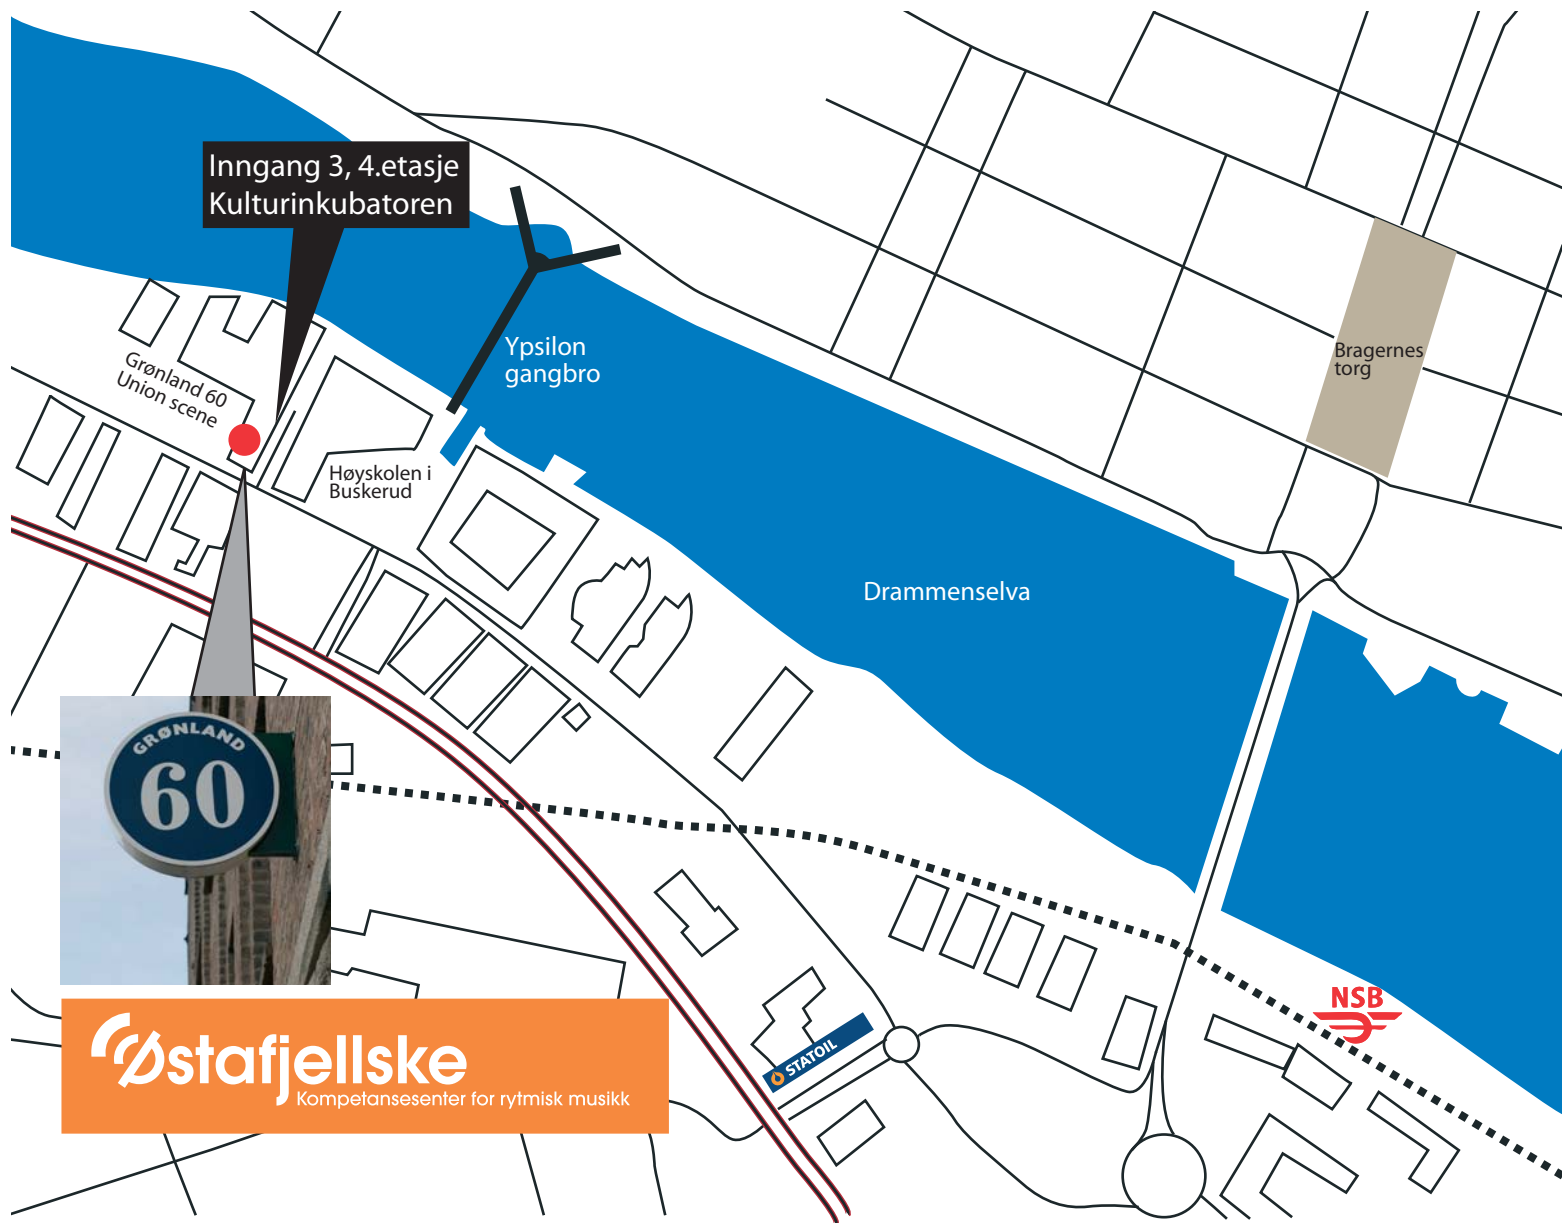 Inngang 3, 4.etasje
Kulturinkubatoren
Ypsilon
gangbro
Bragernes
torg
Grønland 60
Union scene
Høyskolen i
Buskerud
Drammenselva
GRØNLAND
60
NSB
STATOIL
Østafjellske
Kompetansesenter for rytmisk musikk